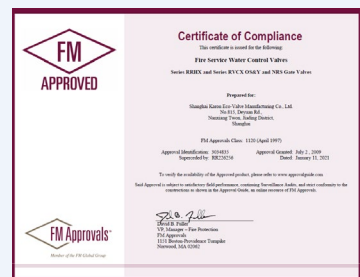 FM
APPROVED
Certificate of Compliance
This certificate is issued for the following:
Fire Service Water Control Valves
Series RRHX and Series RVCX OS&Y and NRS Gate Valves
Prepared for:
Shanghai Karon Eco-Valve Manufacturing Co., Ltd.
No.815, Deyuan Rd.,
Nanxiang Town, Jiading District,
Shanghai
FM Approvals Class: 1120 (April 1997)
Approval Identification: 3034835 Approval Granted: July 2, 2009
Superceded by: RR226256 Dated: January 15, 2021
To verify the availability of the Approved product, please refer to www.approvalguide.com
Said Approval is subject to satisfactory field performance, continuing Surveillance Audits, and strict conformity to the
constructions as shown in the Approval Guide, an online resource of FM Approvals.
David B. Fuller
VP, Manager – Fire Protection
FM Approvals
1151 Boston-Providence Turnpike
Norwood, MA 02062
FM Approvals
Member of the FM Global Group